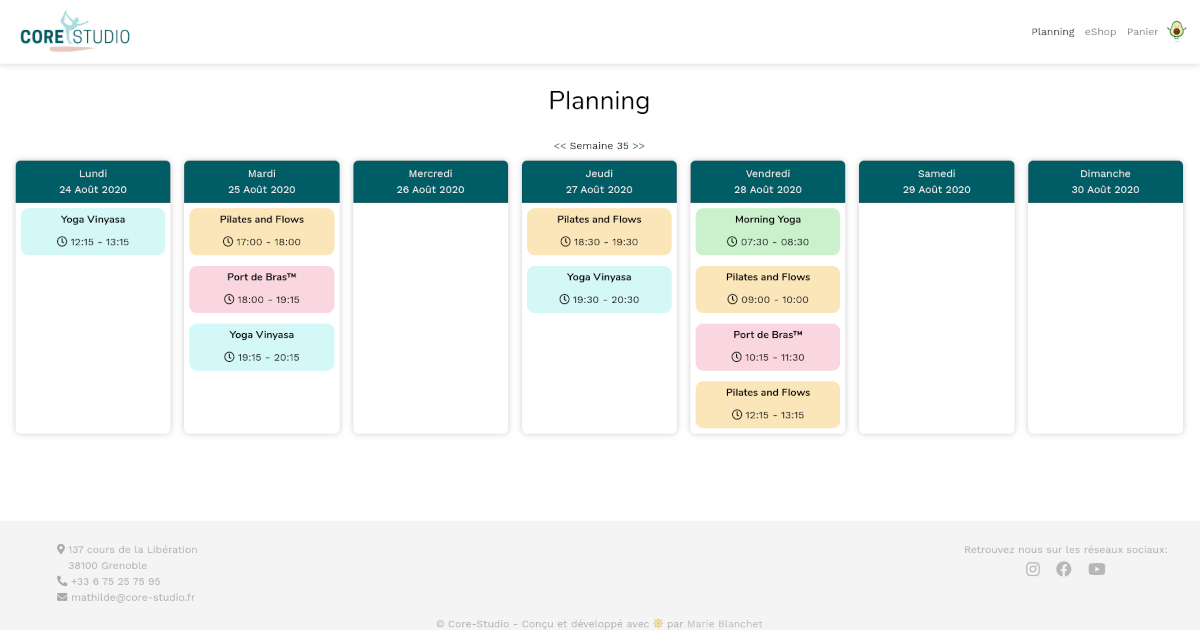 CORE STUDIO
Planning eShop Panier
Planning
<< Semaine 35 >>
Lundi
24 Août 2020
Yoga Vinyasa
12:15 - 13:15
Mardi
25 Août 2020
Pilates and Flows
17:00 - 18:00
Port de Bras™
18:00 - 19:15
Yoga Vinyasa
19:15 - 20:15
Mercredi
26 Août 2020
Jeudi
27 Août 2020
Pilates and Flows
18:30 - 19:30
Yoga Vinyasa
19:30 - 20:30
Vendredi
28 Août 2020
Morning Yoga
07:30 - 08:30
Pilates and Flows
09:00 - 10:00
Port de Bras™
10:15 - 11:30
Pilates and Flows
12:15 - 13:15
Samedi
29 Août 2020
Dimanche
30 Août 2020
137 cours de la Libération
38100 Grenoble
+33 6 75 25 75 95
mathilde@core-studio.fr
Retrouvez nous sur les réseaux sociaux:
© Core-Studio - Conçu et développé avec par Marie Blanchet